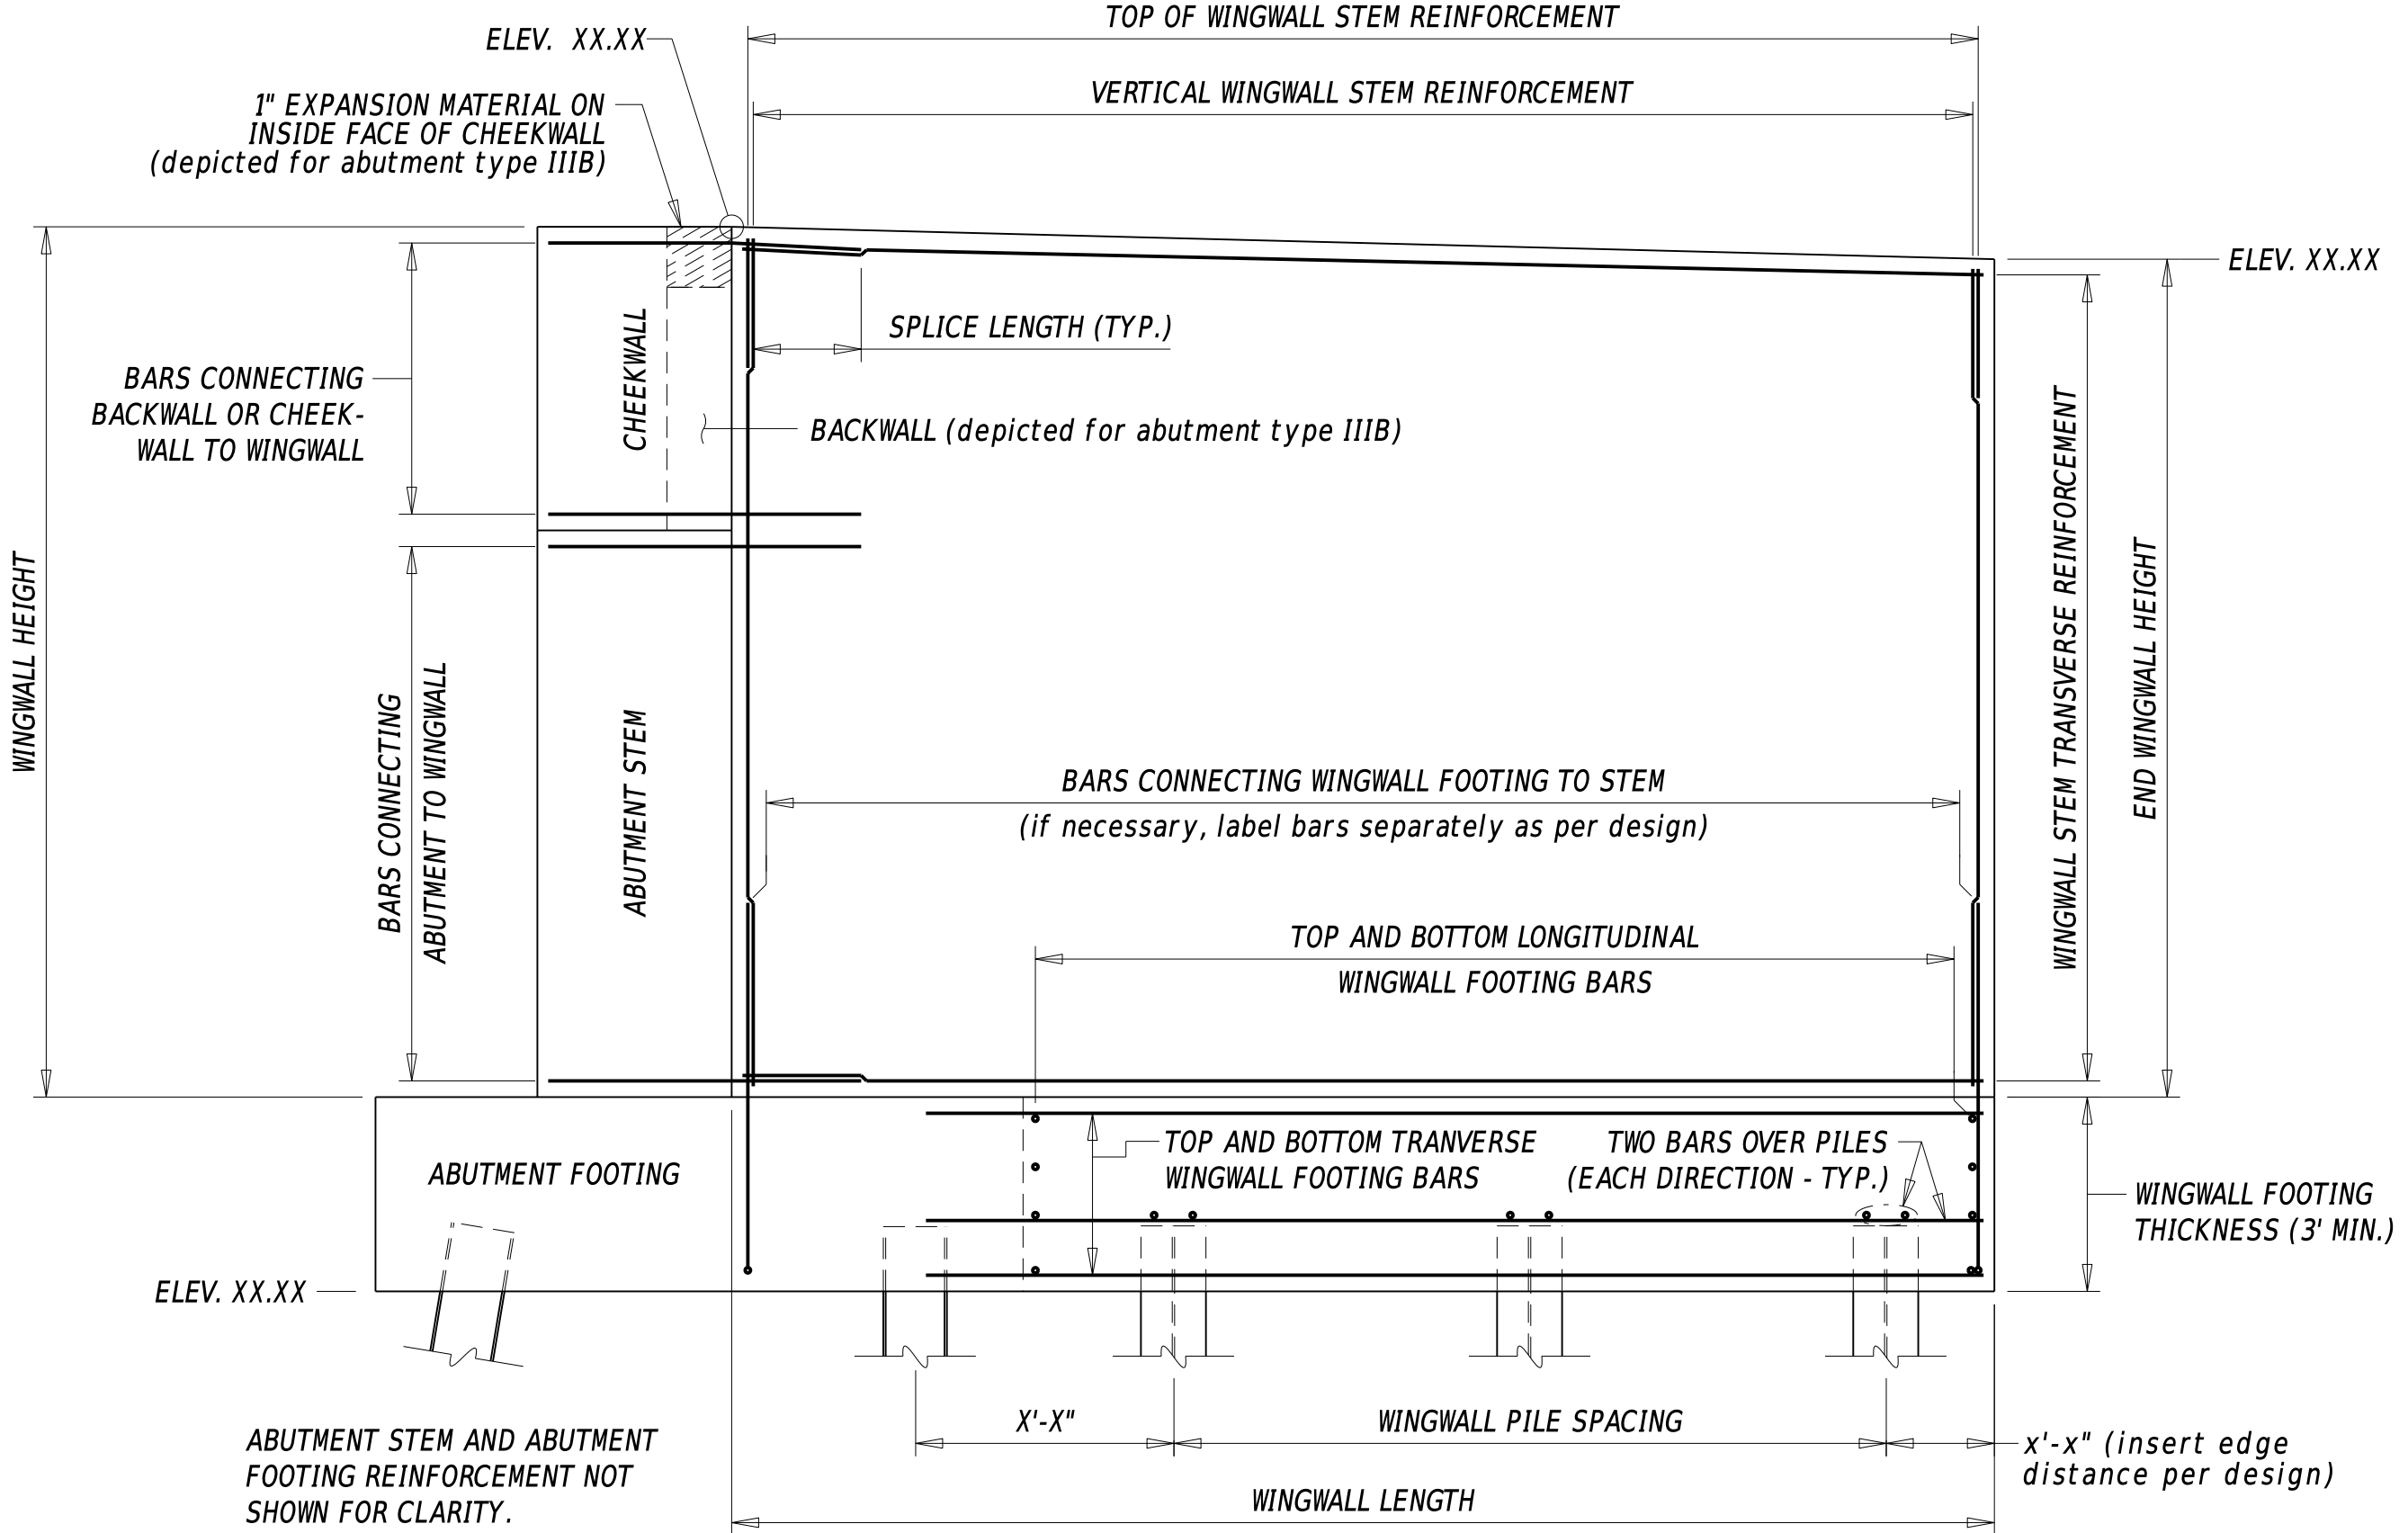 TOP OF WINGWALL STEM REINFORCEMENT
ELEV. XX.XX
VERTICAL WINGWALL STEM REINFORCEMENT
1" EXPANSION MATERIAL ON
INSIDE FACE OF CHEEKWALL
(depicted for abutment type IIIB)
ELEV. XX.XX
SPLICE LENGTH (TYP.)
CHEEKWALL
BARS CONNECTING
BACKWALL OR CHEEK-
WALL TO WINGWALL
BACKWALL (depicted for abutment type IIIB)
WINGWALL HEIGHT
BARS CONNECTING
ABUTMENT TO WINGWALL
ABUTMENT STEM
WINGWALL STEM TRANSVERSE REINFORCEMENT
END WINGWALL HEIGHT
BARS CONNECTING WINGWALL FOOTING TO STEM
(if necessary, label bars separately as per design)
TOP AND BOTTOM LONGITUDINAL
WINGWALL FOOTING BARS
TOP AND BOTTOM TRANVERSE
WINGWALL FOOTING BARS
TWO BARS OVER PILES
(EACH DIRECTION - TYP.)
ABUTMENT FOOTING
WINGWALL FOOTING
THICKNESS (3' MIN.)
ELEV. XX.XX
X'-X"
WINGWALL PILE SPACING
x'-x" (insert edge
distance per design)
ABUTMENT STEM AND ABUTMENT
FOOTING REINFORCEMENT NOT
SHOWN FOR CLARITY.
WINGWALL LENGTH